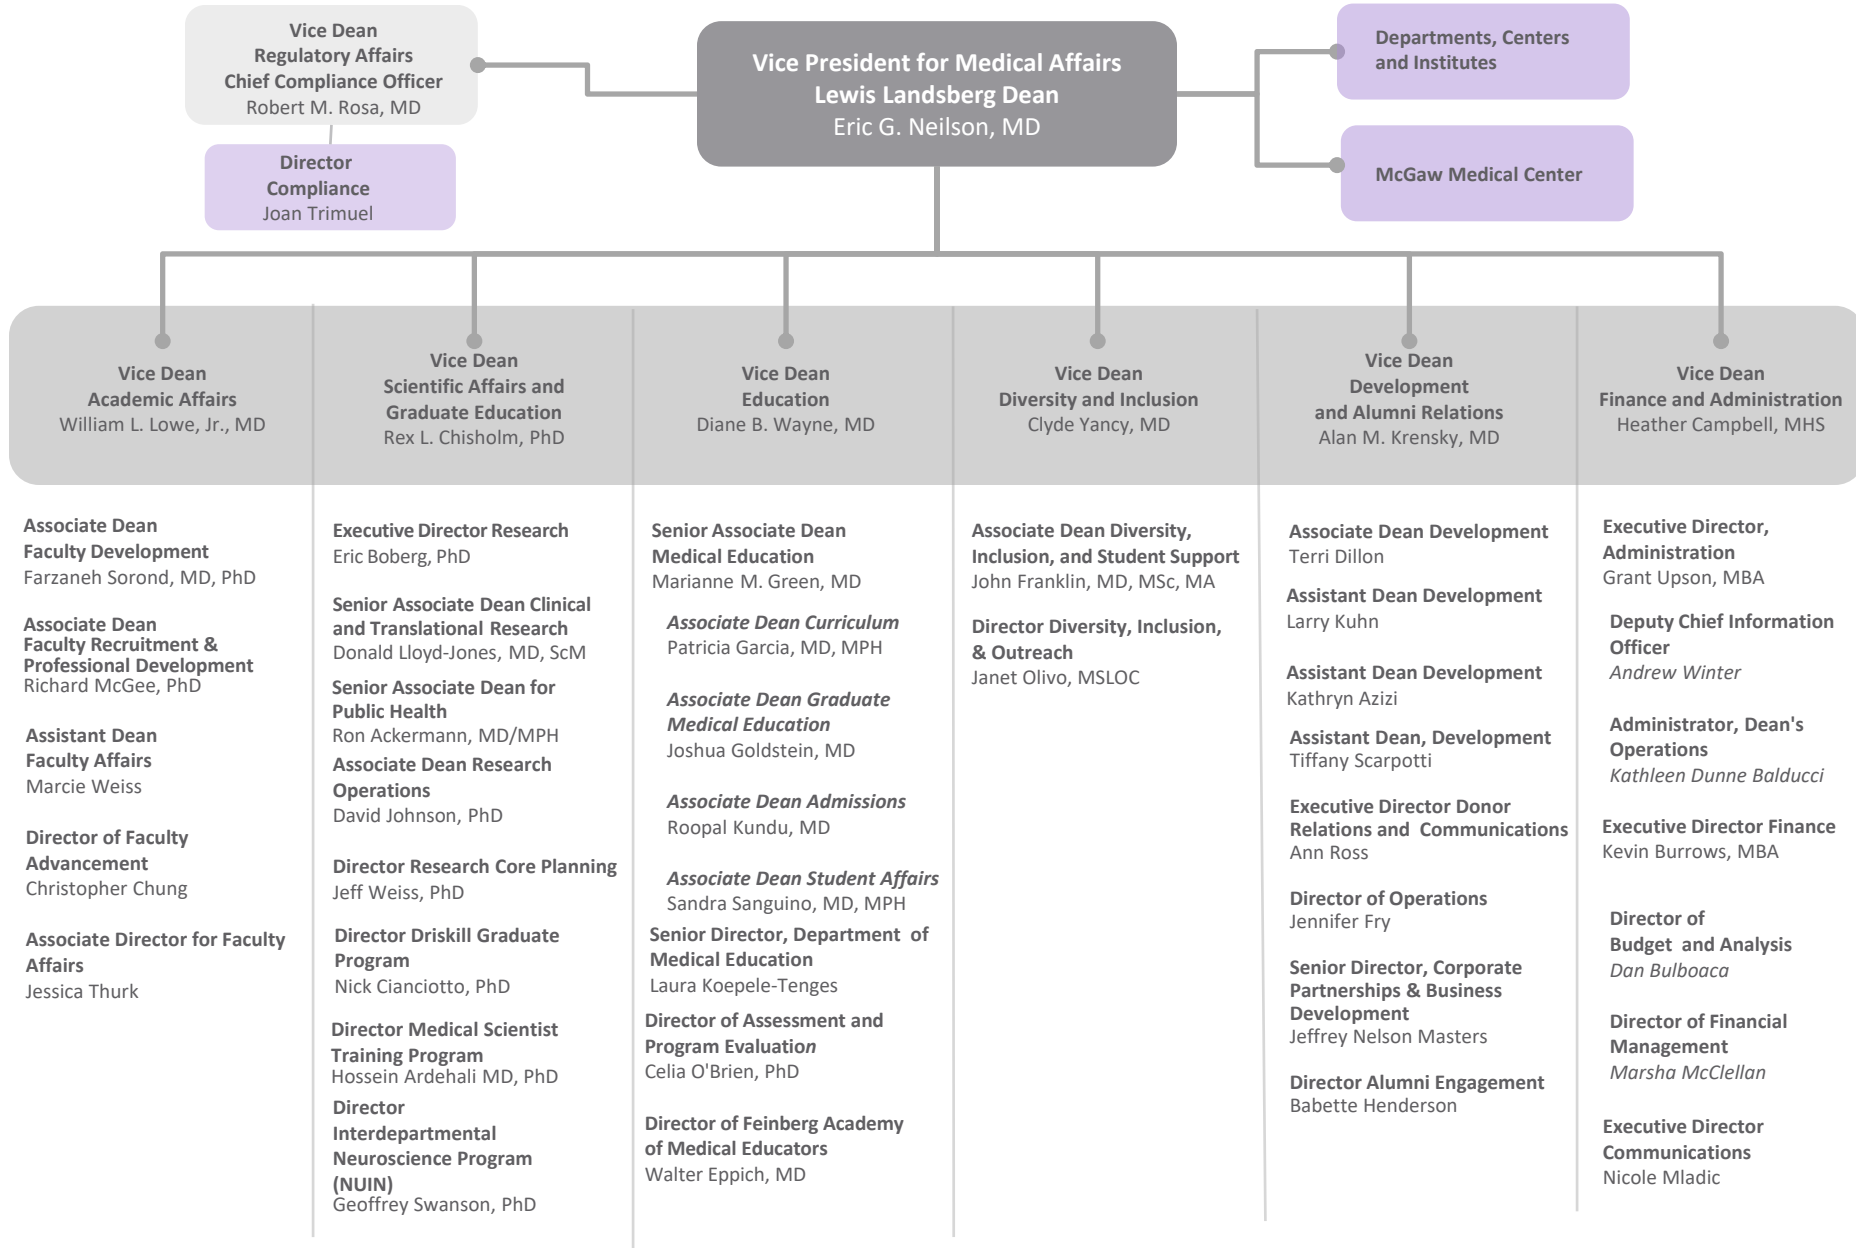 Vice Dean
Regulatory Affairs
Chief Compliance Officer
Robert M. Rosa, MD
Director
Compliance
Joan Trimuel
Vice President for Medical Affairs
Lewis Landsberg Dean
Eric G. Neilson, MD
Departments, Centers
and Institutes
McGaw Medical Center
Vice Dean
Academic Affairs
William L. Lowe, Jr., MD
Vice Dean
Scientific Affairs and
Graduate Education
Rex L. Chisholm, PhD
Vice Dean
Education
Diane B. Wayne, MD
Vice Dean
Diversity and Inclusion
Clyde Yancy, MD
Vice Dean
Development
and Alumni Relations
Alan M. Krensky, MD
Vice Dean
Finance and Administration
Heather Campbell, MHS
Associate Dean
Faculty Development
Farzaneh Sorond, MD, PhD
Associate Dean
Faculty Recruitment &
Professional Development
Richard McGee, PhD
Assistant Dean
Faculty Affairs
Marcie Weiss
Director of Faculty
Advancement
Christopher Chung
Associate Director for Faculty
Affairs
Jessica Thurk
Executive Director Research
Eric Boberg, PhD
Senior Associate Dean Clinical
and Translational Research
Donald Lloyd-Jones, MD, ScM
Senior Associate Dean for
Public Health
Ron Ackermann, MD/MPH
Associate Dean Research
Operations
David Johnson, PhD
Director Research Core Planning
Jeff Weiss, PhD
Director Driskill Graduate
Program
Nick Cianciotto, PhD
Director Medical Scientist
Training Program
Hossein Ardehali MD, PhD
Director
Interdepartmental
Neuroscience Program
(NUIN)
Geoffrey Swanson, PhD
Senior Associate Dean
Medical Education
Marianne M. Green, MD
Associate Dean Curriculum
Patricia Garcia, MD, MPH
Associate Dean Graduate
Medical Education
Joshua Goldstein, MD
Associate Dean Admissions
Roopal Kundu, MD
Associate Dean Student Affairs
Sandra Sanguino, MD, MPH
Senior Director, Department of
Medical Education
Laura Koepele-Tenges
Director of Assessment and
Program Evaluation
Celia O'Brien, PhD
Director of Feinberg Academy
of Medical Educators
Walter Eppich, MD
Associate Dean Diversity,
Inclusion, and Student Support
John Franklin, MD, MSc, MA
Director Diversity, Inclusion,
& Outreach
Janet Olivo, MSLOC
Associate Dean Development
Terri Dillon
Assistant Dean Development
Larry Kuhn
Assistant Dean Development
Kathryn Azizi
Assistant Dean, Development
Tiffany Scarpotti
Executive Director Donor
Relations and Communications
Ann Ross
Director of Operations
Jennifer Fry
Senior Director, Corporate
Partnerships & Business
Development
Jeffrey Nelson Masters
Director Alumni Engagement
Babette Henderson
Executive Director,
Administration
Grant Upson, MBA
Deputy Chief Information
Officer
Andrew Winter
Administrator, Dean's
Operations
Kathleen Dunne Balducci
Executive Director Finance
Kevin Burrows, MBA
Director of
Budget and Analysis
Dan Bulboaca
Director of Financial
Management
Marsha McClellan
Executive Director
Communications
Nicole Mladic